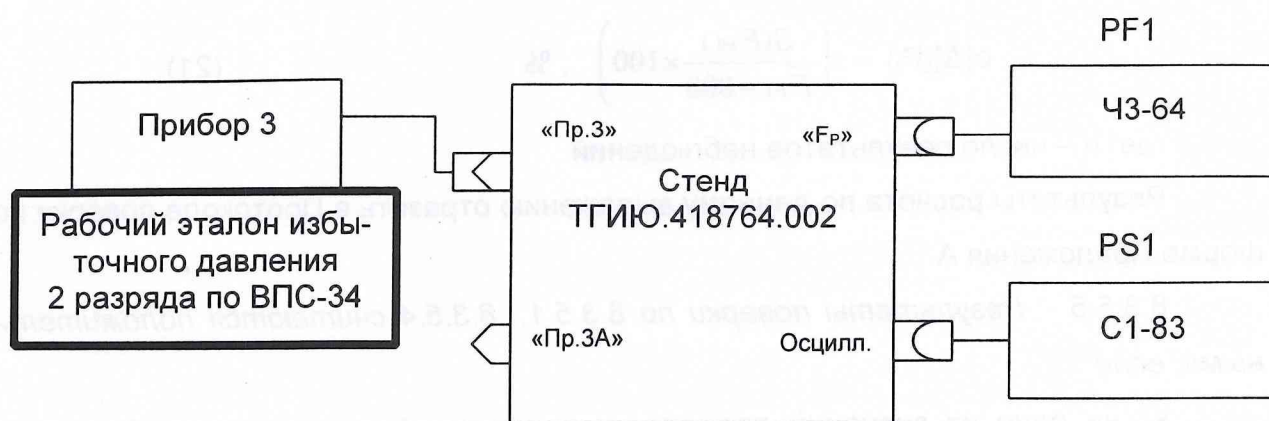 PF1
Прибор 3
«Пр.3»
«Fр»
Ч3-64
Стенд
ТГИЮ.418764.002
Рабочий эталон избы-
точного давления
2 разряда по ВПС-34
PS1
«Пр.3А»
Осцилл.
С1-83